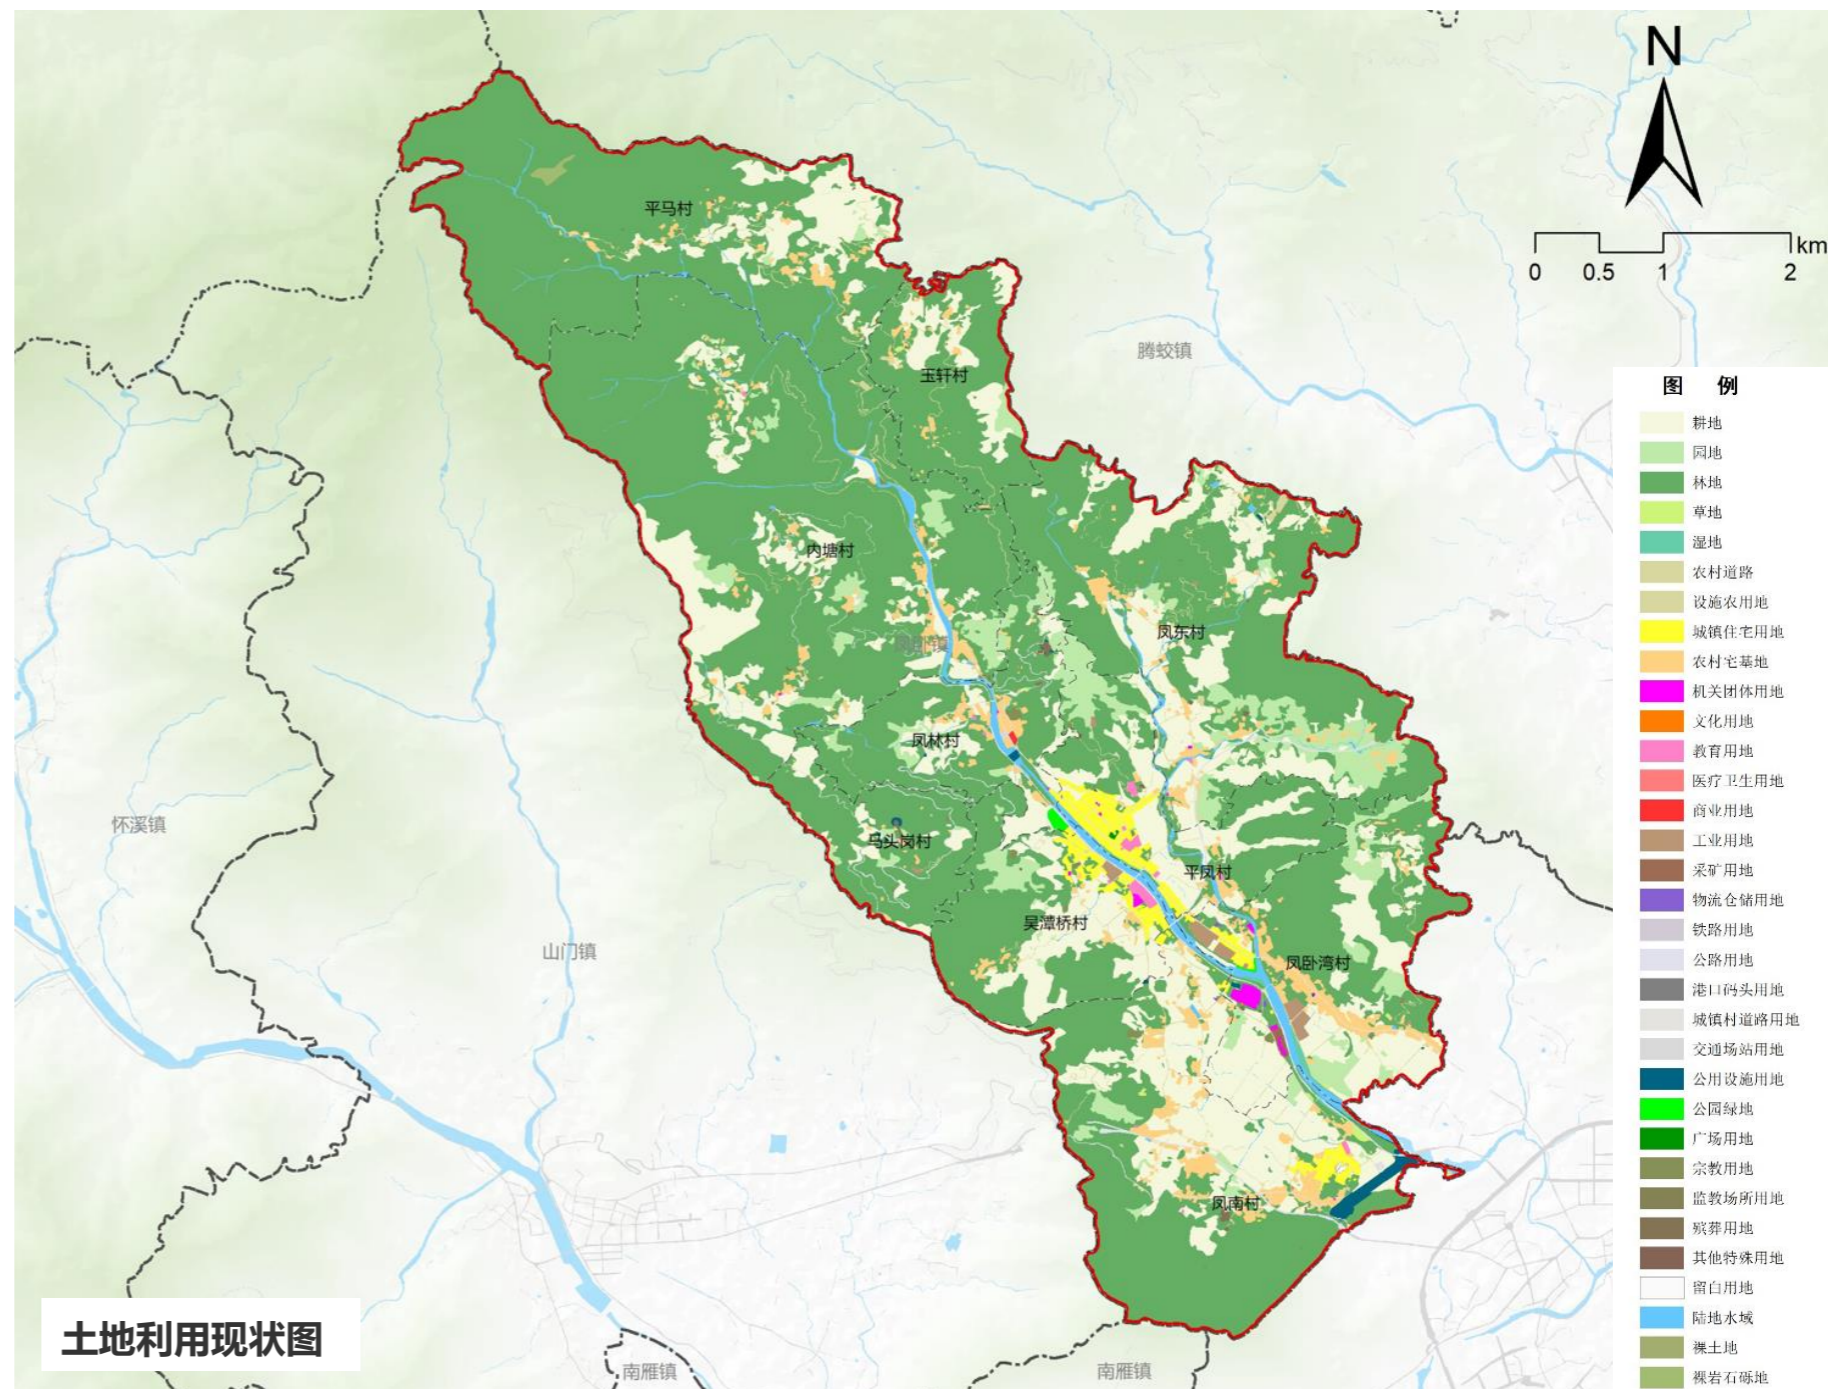 N
km
0 0.5 1 2
平马村
玉轩村
腾蛟镇
内塘村
凤东村
凤卧镇
凤林村
马头岗村
怀溪镇
平凤村
吴潭桥村
山门镇
凤卧湾村
凤南村
南雁镇
南雁镇
土地利用现状图
图 例
耕地
园地
林地
草地
湿地
农村道路
设施农用地
城镇住宅用地
农村宅基地
机关团体用地
文化用地
教育用地
医疗卫生用地
商业用地
工业用地
采矿用地
物流仓储用地
铁路用地
公路用地
港口码头用地
城镇村道路用地
交通场站用地
公用设施用地
公园绿地
广场用地
宗教用地
监教场所用地
殡葬用地
其他特殊用地
留白用地
陆地水域
裸土地
裸岩石砾地